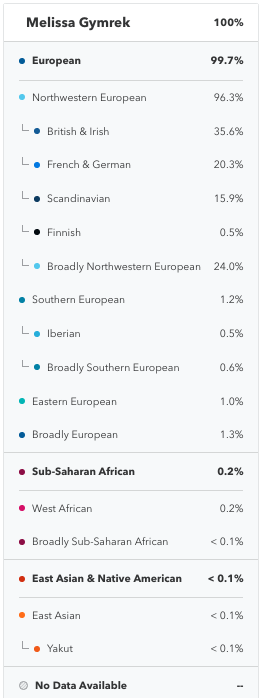 Melissa Gymrek 100%
European 99.7%
Northwestern European 96.3%
British & Irish 35.6%
French & German 20.3%
Scandinavian 15.9%
Finnish 0.5%
Broadly Northwestern European 24.0%
Southern European 1.2%
Iberian 0.5%
Broadly Southern European 0.6%
Eastern European 1.0%
Broadly European 1.3%
Sub-Saharan African 0.2%
West African 0.2%
Broadly Sub-Saharan African < 0.1%
East Asian & Native American < 0.1%
East Asian < 0.1%
Yakut < 0.1%
No Data Available --